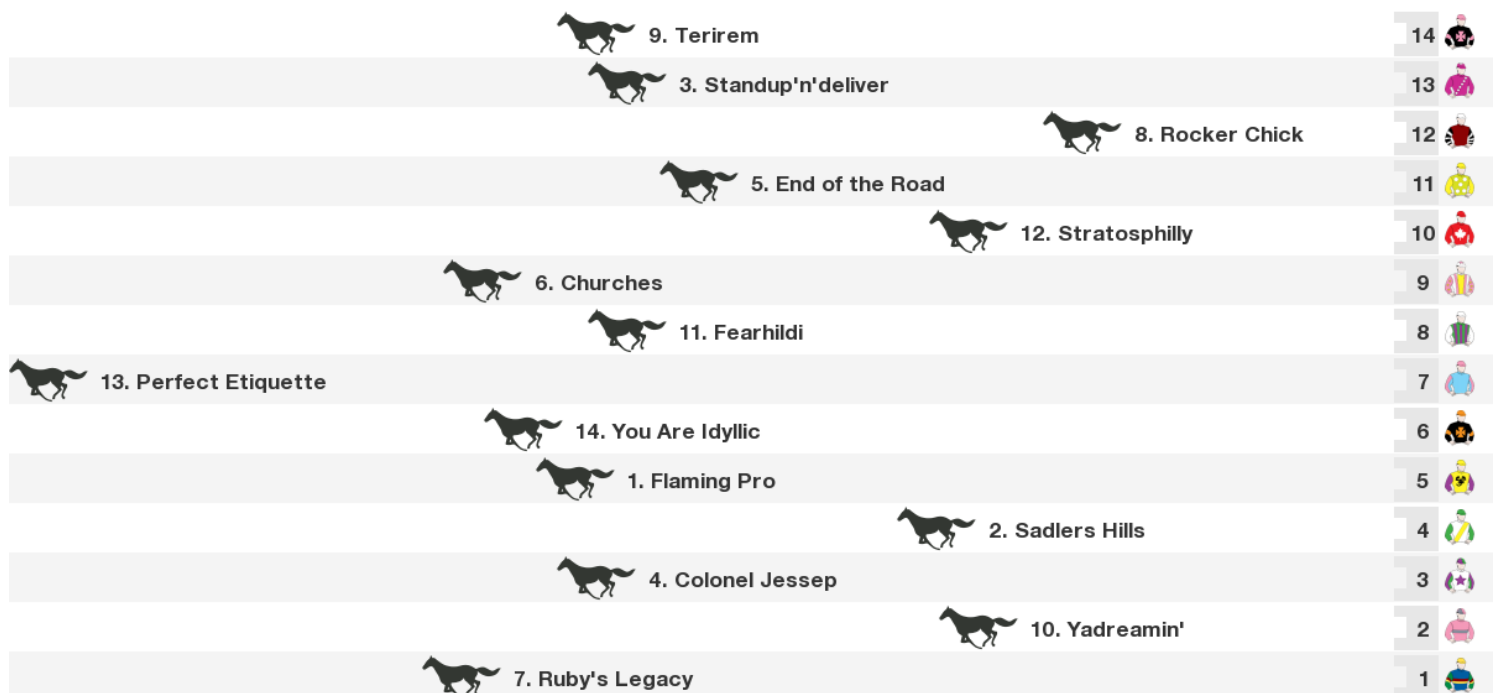 9. Terirem 14
3. Standup'n'deliver 13
8. Rocker Chick 12
5. End of the Road 11
12. Stratosphilly 10
6. Churches 9
11. Fearhildi 8
13. Perfect Etiquette 7
14. You Are Idyllic 6
1. Flaming Pro 5
2. Sadlers Hills 4
4. Colonel Jessep 3
10. Yadreamin' 2
7. Ruby's Legacy 1